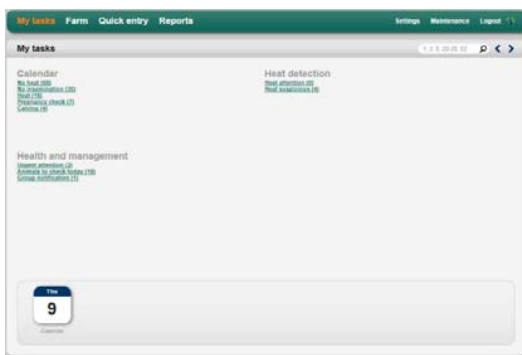 My tasks Farm Quick entry Reports Settings Maintenance Logout
My tasks
Calendar
No heat (68)
No insemination (35)
Heat (18)
Pregnancy check (7)
Calving (4)
Heat detection
Heat attention (0)
Heat suspicious (4)
Health and management
Urgent attention (2)
Animals to check today (18)
Group notification (1)
Thu
9
Calendar